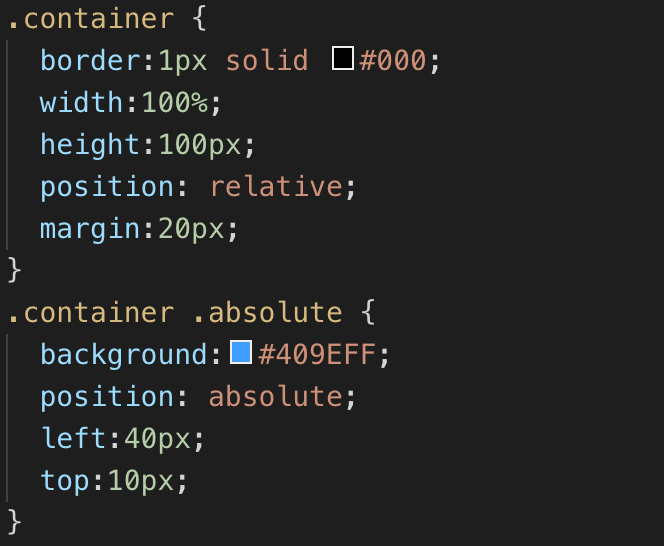 .container {
  border:1px solid #000;
  width:100%;
  height:100px;
  position: relative;
  margin:20px;
}
.container .absolute {
  background:#409EFF;
  position: absolute;
  left:40px;
  top:10px;
}